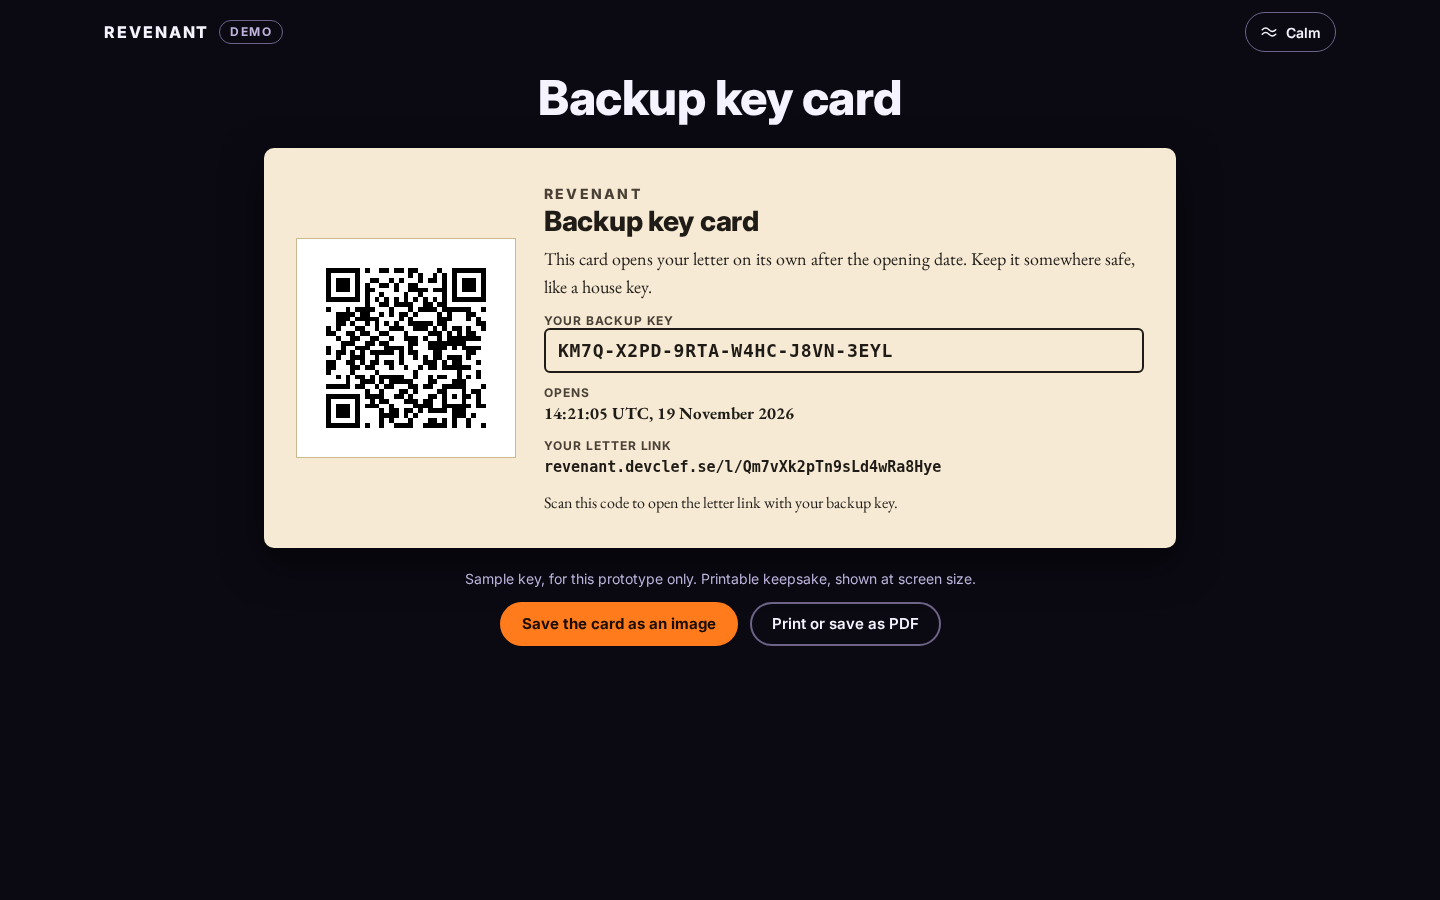 REVENANT DEMO
Calm
Backup key card
REVENANT
Backup key card
This card opens your letter on its own after the opening date. Keep it somewhere safe,
like a house key.
YOUR BACKUP KEY
KM7Q-X2PD-9RTA-W4HC-J8VN-3EYL
OPENS
14:21:05 UTC, 19 November 2026
YOUR LETTER LINK
revenant.devclef.se/l/Qm7vXk2pTn9sLd4wRa8Hye
Scan this code to open the letter link with your backup key.
Sample key, for this prototype only. Printable keepsake, shown at screen size.
Save the card as an image
Print or save as PDF